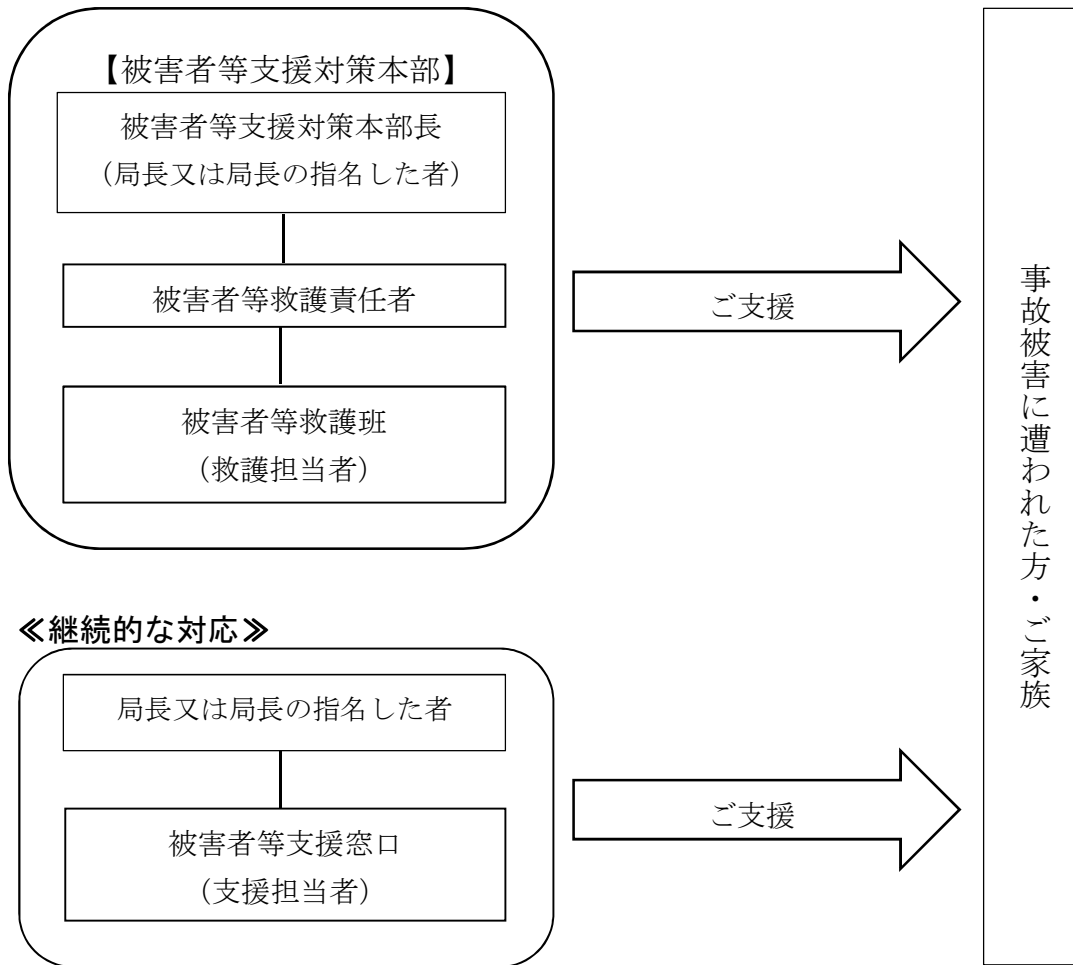 【被害者等支援対策本部】
被害者等支援対策本部長
（局長又は局長の指名した者）
被害者等救護責任者
被害者等救護班
（救護担当者）
ご支援
≪継続的な対応≫
局長又は局長の指名した者
被害者等支援窓口
（支援担当者）
ご支援
事故被害に遭われた方・ご家族